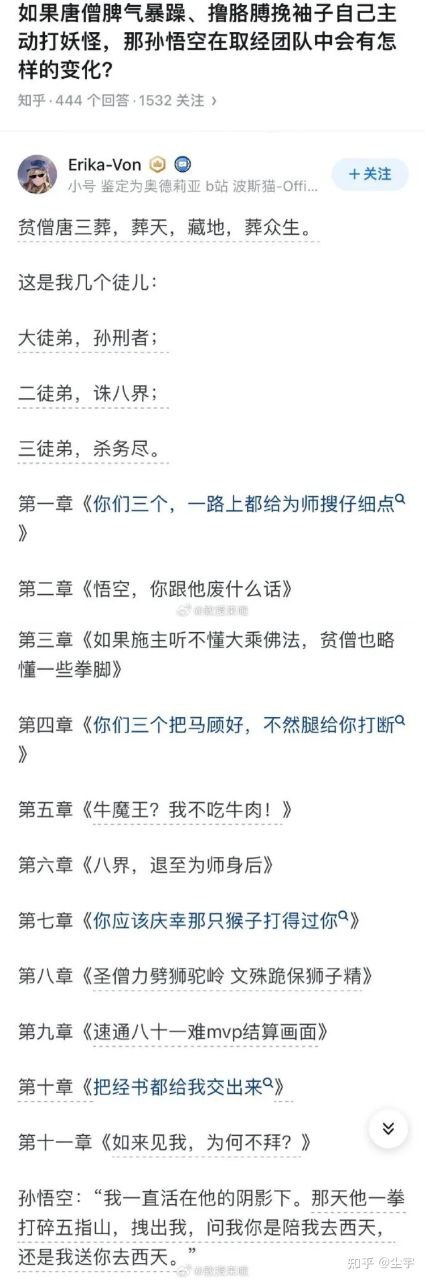 如果唐僧脾气暴躁、撸胳膊挽袖子自己主
动打妖怪，那孙悟空在取经团队中会有怎
样的变化？
知乎·444 个回答·1532 关注 >
Erika-Von
小号 鉴定为奥德莉亚 b站 波斯猫-Offi...
+关注
贫僧唐三葬，葬天，藏地，葬众生。
这是我几个徒儿：
大徒弟，孙刑者；
二徒弟，诛八界；
三徒弟，杀务尽。
第一章《你们三个，一路上都给为师搜仔细点
》
第二章《悟空，你跟他废什么话》
第三章《如果施主听不懂大乘佛法，贫僧也略
懂一些拳脚》
第四章《你们三个把马顾好，不然腿给你打断
》
第五章《牛魔王？我不吃牛肉！》
第六章《八界，退至为师身后》
第七章《你应该庆幸那只猴子打得过你》
第八章《圣僧力劈狮驼岭 文殊跪保狮子精》
第九章《速通八十一难mvp结算画面》
第十章《把经书都给我交出来》
第十一章《如来见我，为何不拜？》
孙悟空：“我一直活在他的阴影下。那天他一拳
打碎五指山，拽出我，问我你是陪我去西天，
还是我送你去西天。”
知乎 @尘宇